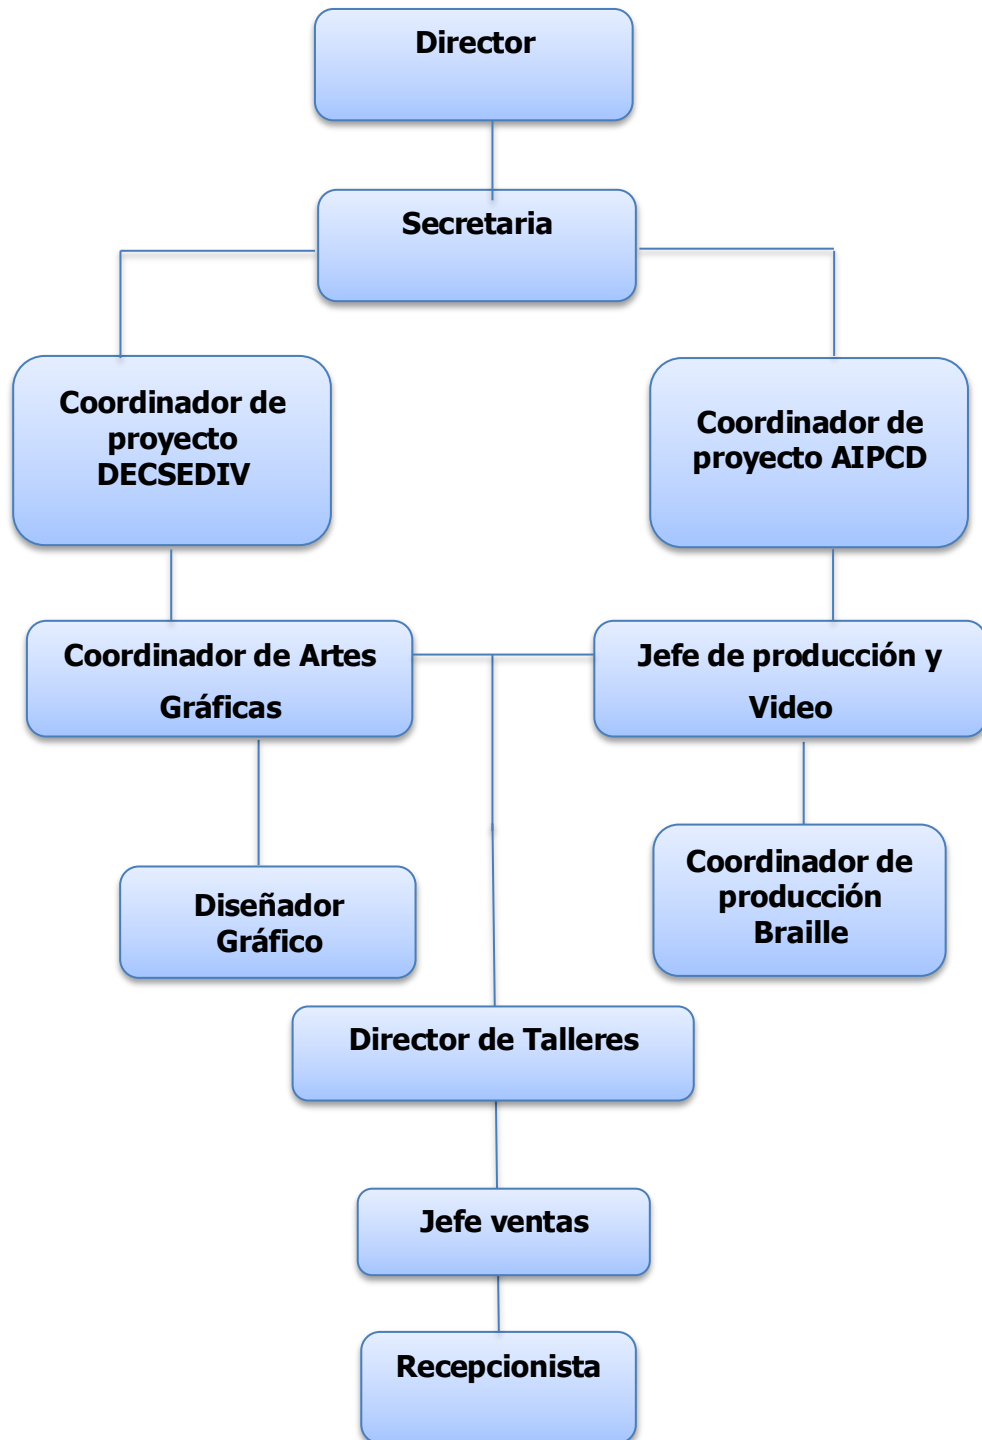 Director
Secretaria
Coordinador de
proyecto
DECSEDIV
Coordinador de
proyecto AIPCD
Coordinador de Artes
Gráficas
Jefe de producción y
Video
Diseñador
Gráfico
Coordinador de
producción
Braille
Director de Talleres
Jefe ventas
Recepcionista